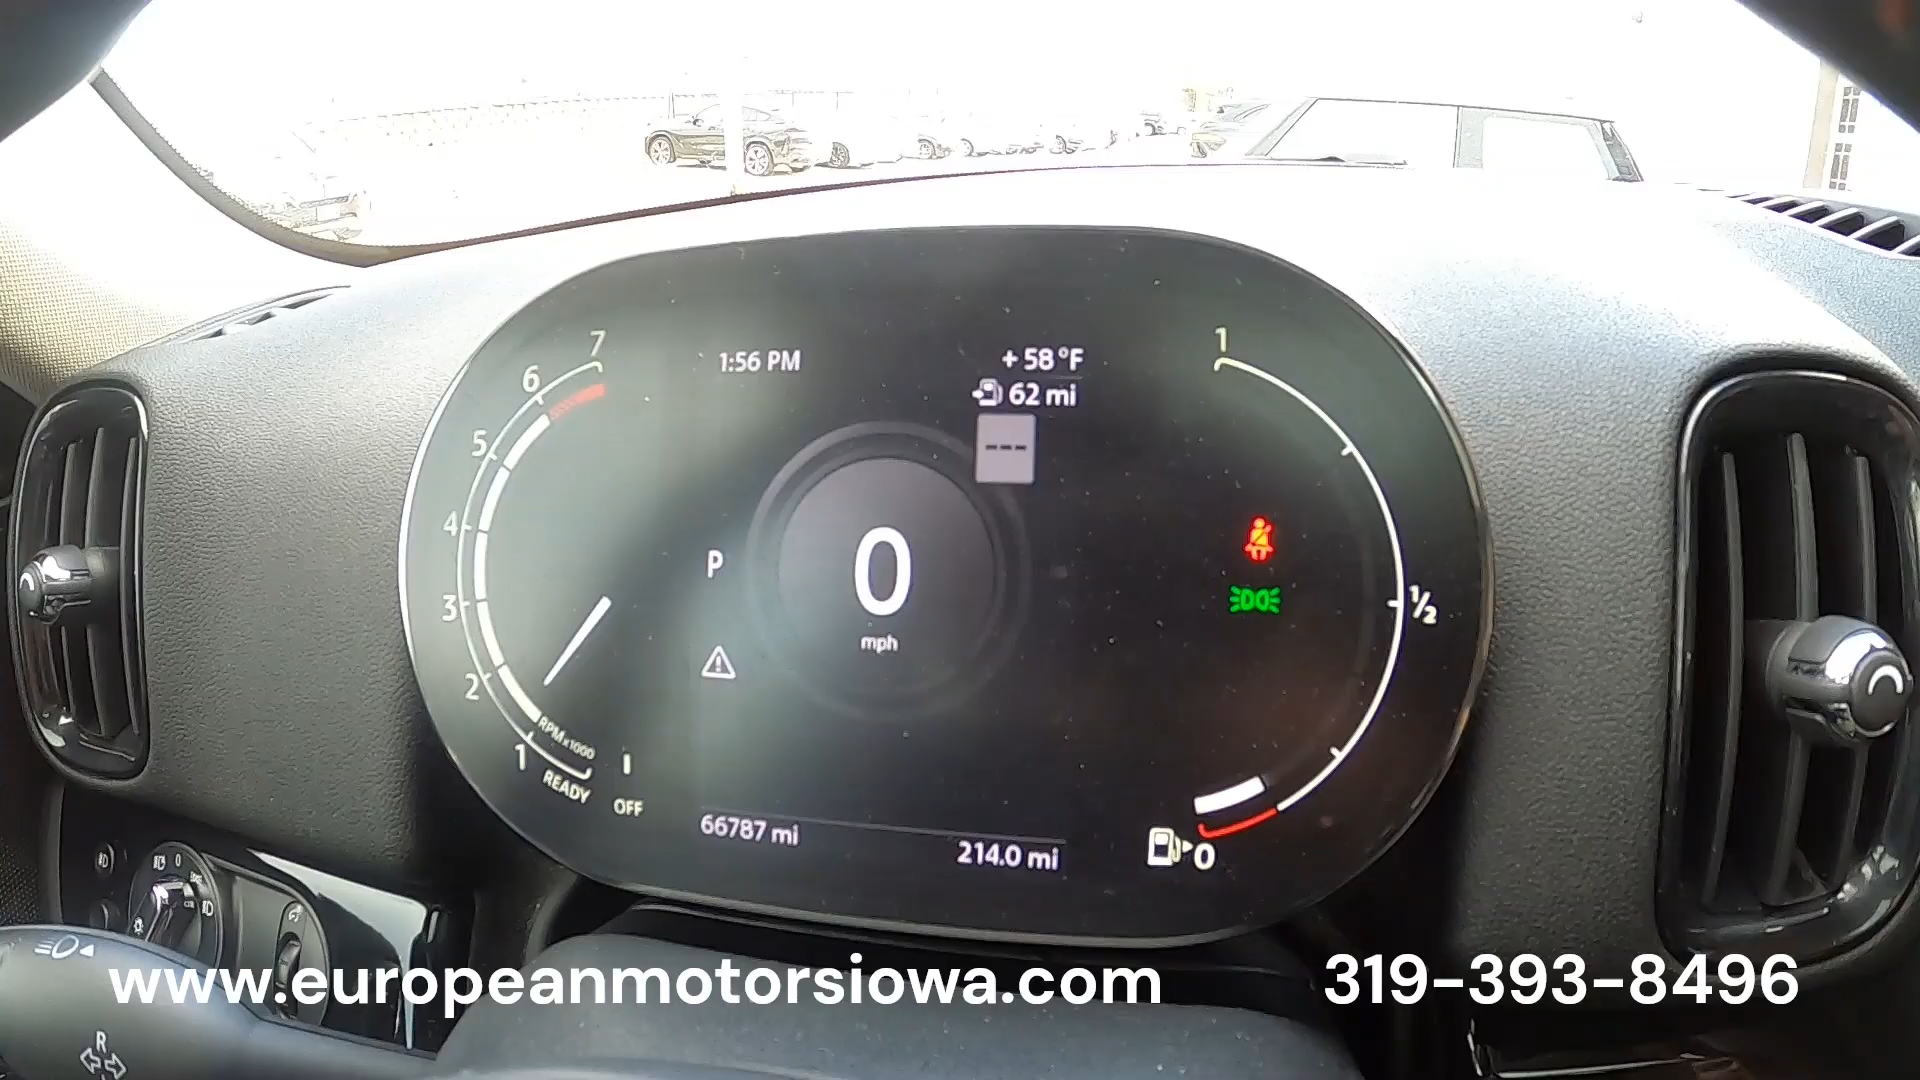 7
6
5
4
3
2
1
RPM x1000
READY
OFF
1:56 PM
+ 58 °F
62 mi
---
P
0
mph
66787 mi
214.0 mi
1
1/2
0
0
R
www.europeanmotorsiowa.com
319-393-8496